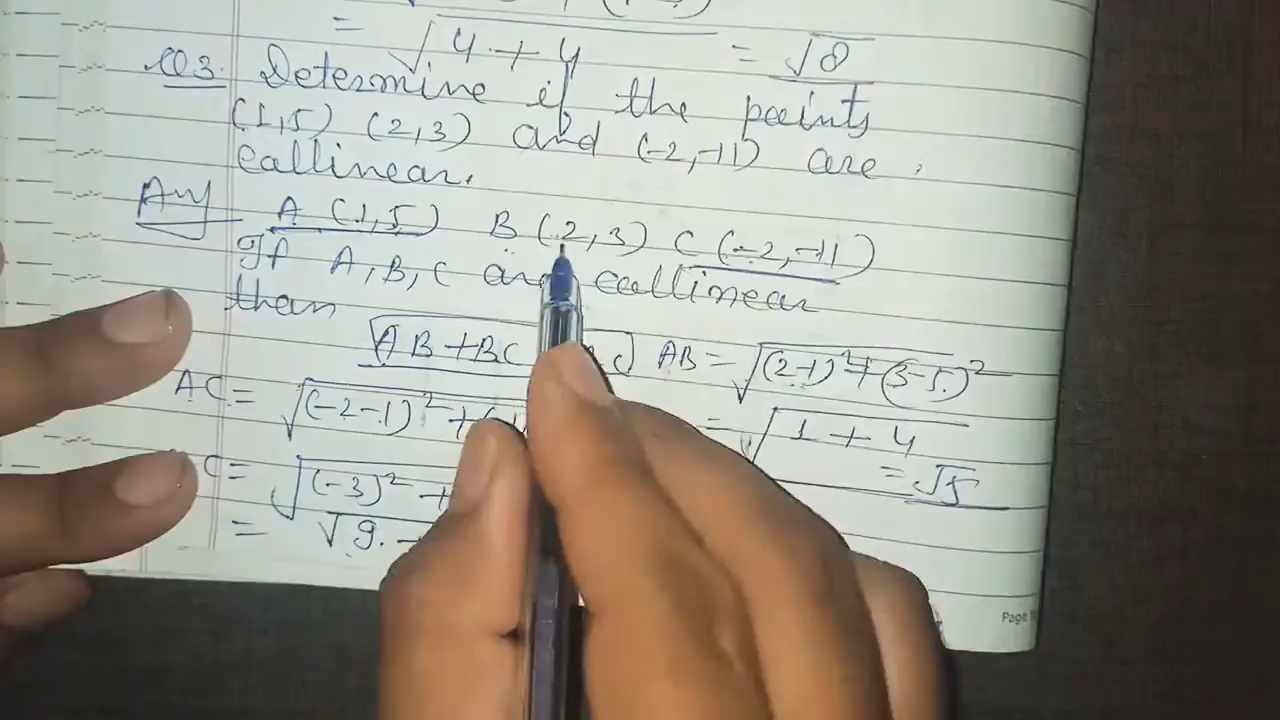 = √4+4 = √8
Q3. Determine if the points
(1,5) (2,3) and (-2,-11) are
collinear.
Ans A (1,5) B (2,3) C (-2,-11)
If A, B, C are collinear
then
AB+BC AB = √(2-1)²+(3-5)²
AC = √(-2-1)²+
= √1+4
= √(-3)²+
= √5
= √9
Page